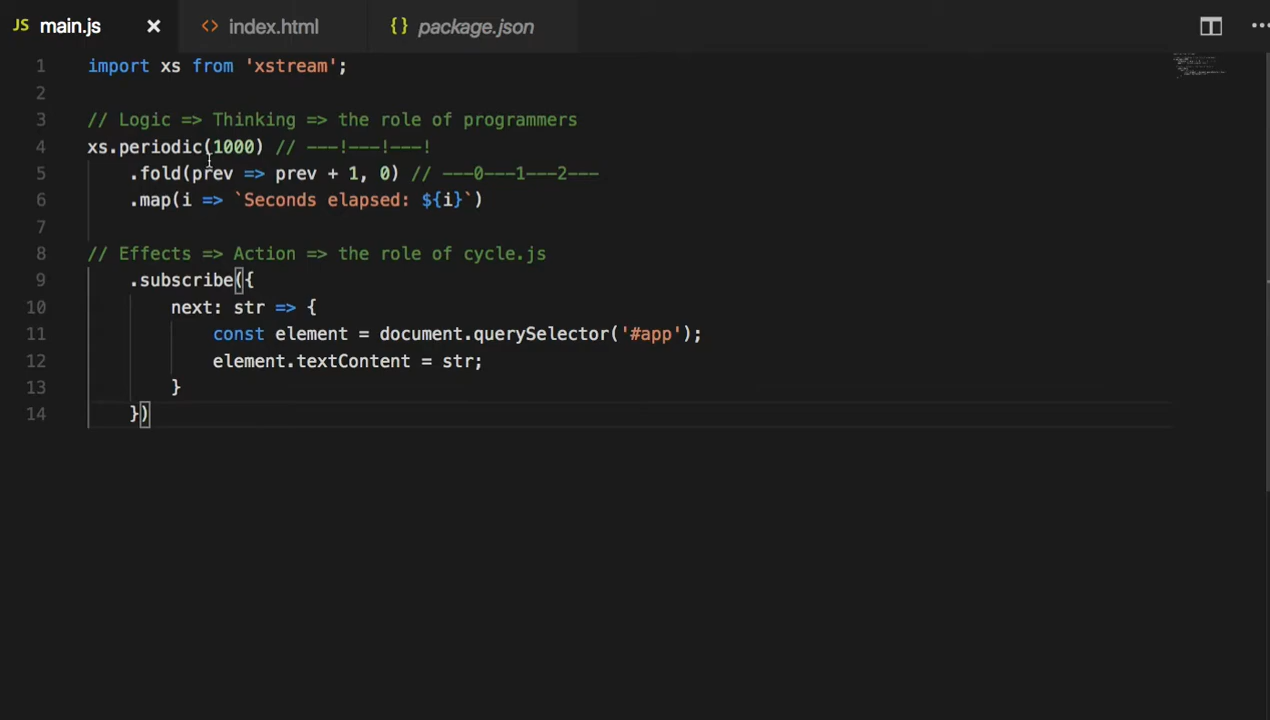 JS main.js × <> index.html {} package.json
1 import xs from 'xstream';
2
3 // Logic => Thinking => the role of programmers
4 xs.periodic(1000) // ---!---!---!
5     .fold(prev => prev + 1, 0) // ---0---1---2---
6     .map(i => `Seconds elapsed: ${i}`)
7
8 // Effects => Action => the role of cycle.js
9     .subscribe({
10         next: str => {
11             const element = document.querySelector('#app');
12             element.textContent = str;
13         }
14     })